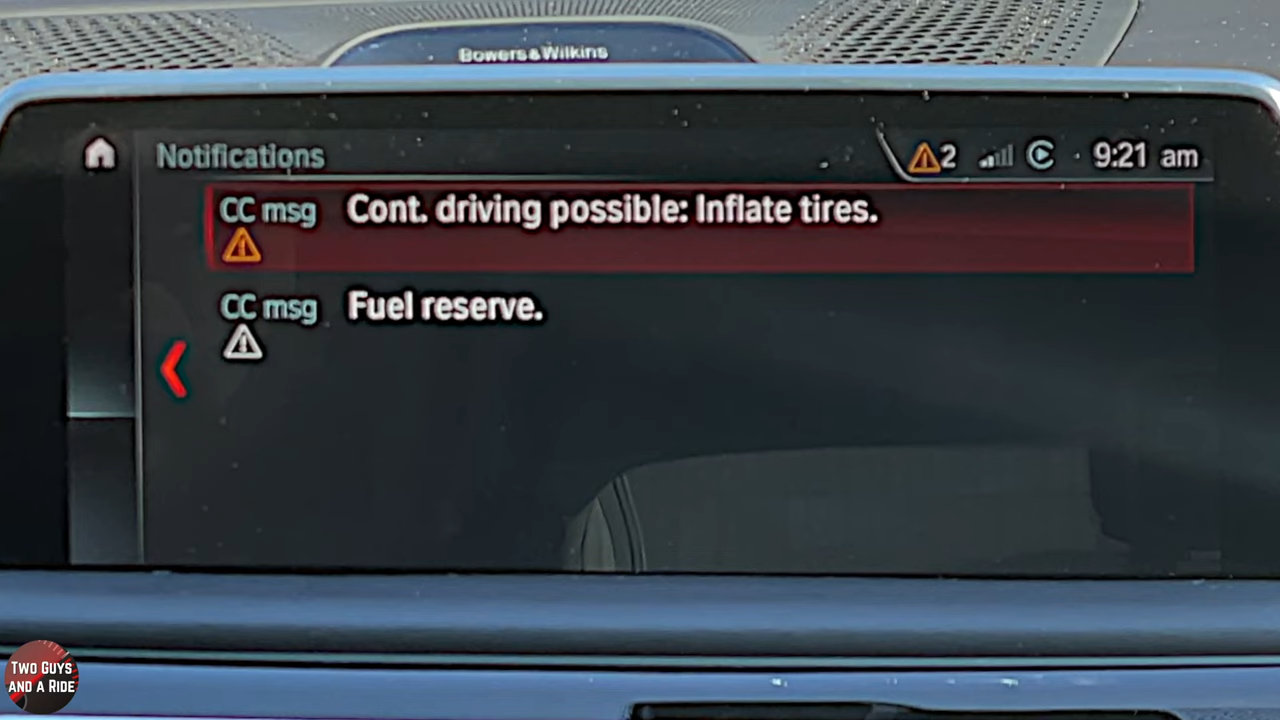 Bowers & Wilkins
Notifications
2
9:21 am
CC msg Cont. driving possible: Inflate tires.
CC msg Fuel reserve.
TWO GUYS
AND A RIDE